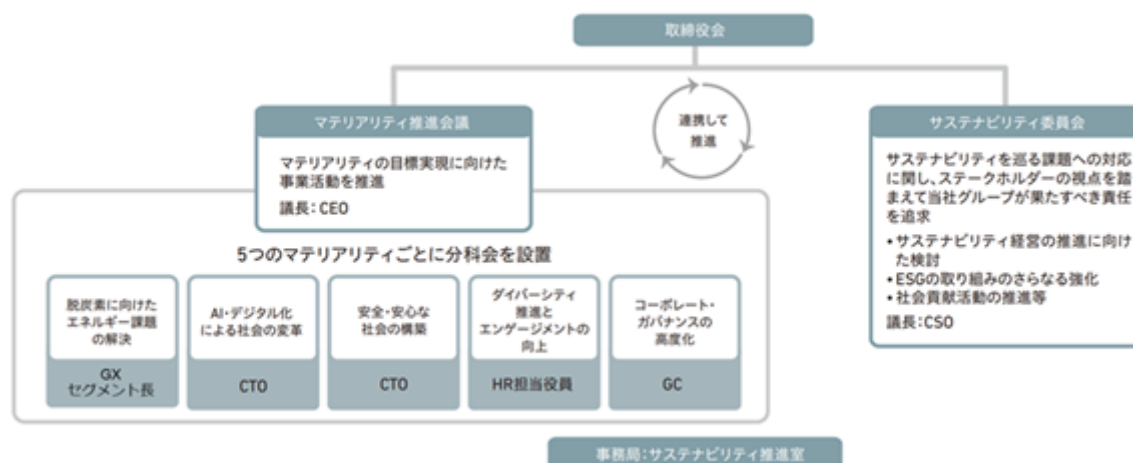 取締役会
マテリアリティ推進会議
マテリアリティの目標実現に向けた
事業活動を推進
議長:CEO
連携して
推進
サステナビリティ委員会
サステナビリティを巡る課題への対応
に関し、ステークホルダーの視点を踏
まえて当社グループが果たすべき責任
を追求
•サステナビリティ経営の推進に向け
た検討
•ESGの取り組みのさらなる強化
•社会貢献活動の推進等
議長:CSO
5つのマテリアリティごとに分科会を設置
脱炭素に向けた
エネルギー課題
の解決
GX
セグメント長
AI・デジタル化
による社会の変革
CTO
安全・安心な
社会の構築
CTO
ダイバーシティ
推進と
エンゲージメントの
向上
HR担当役員
コーポレート・
ガバナンスの
高度化
GC
事務局:サステナビリティ推進室